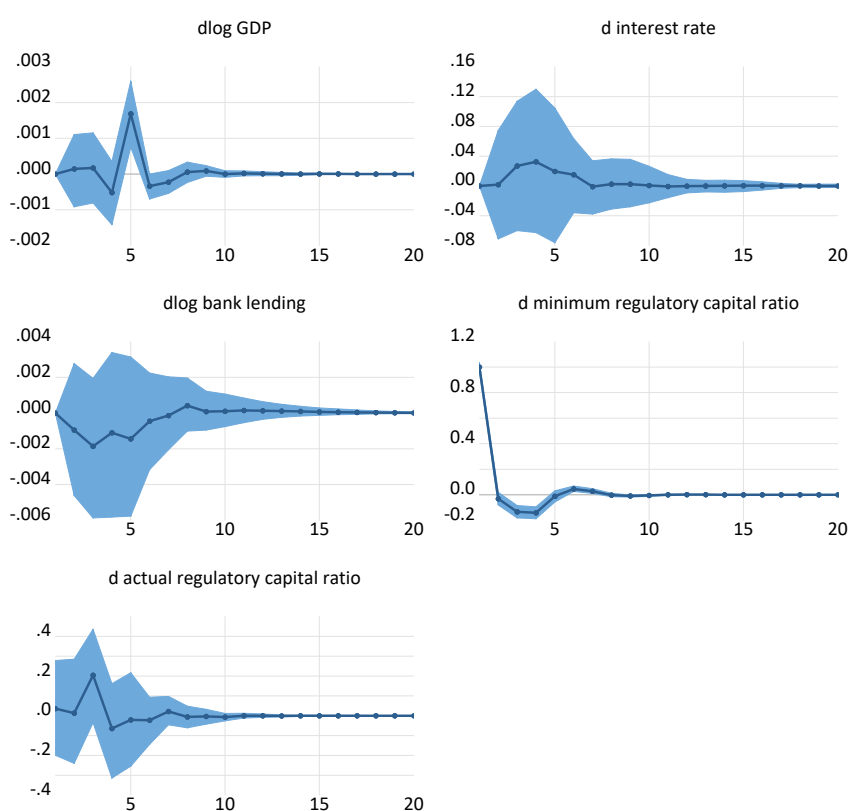 dlog GDP
.003
.002
.001
.000
-.001
-.002
5 10 15 20
d interest rate
.16
.12
.08
.04
.00
-.04
-.08
5 10 15 20
dlog bank lending
.004
.002
.000
-.002
-.004
-.006
5 10 15 20
d minimum regulatory capital ratio
1.2
0.8
0.4
0.0
-0.2
5 10 15 20
d actual regulatory capital ratio
.4
.2
.0
-.2
-.4
5 10 15 20